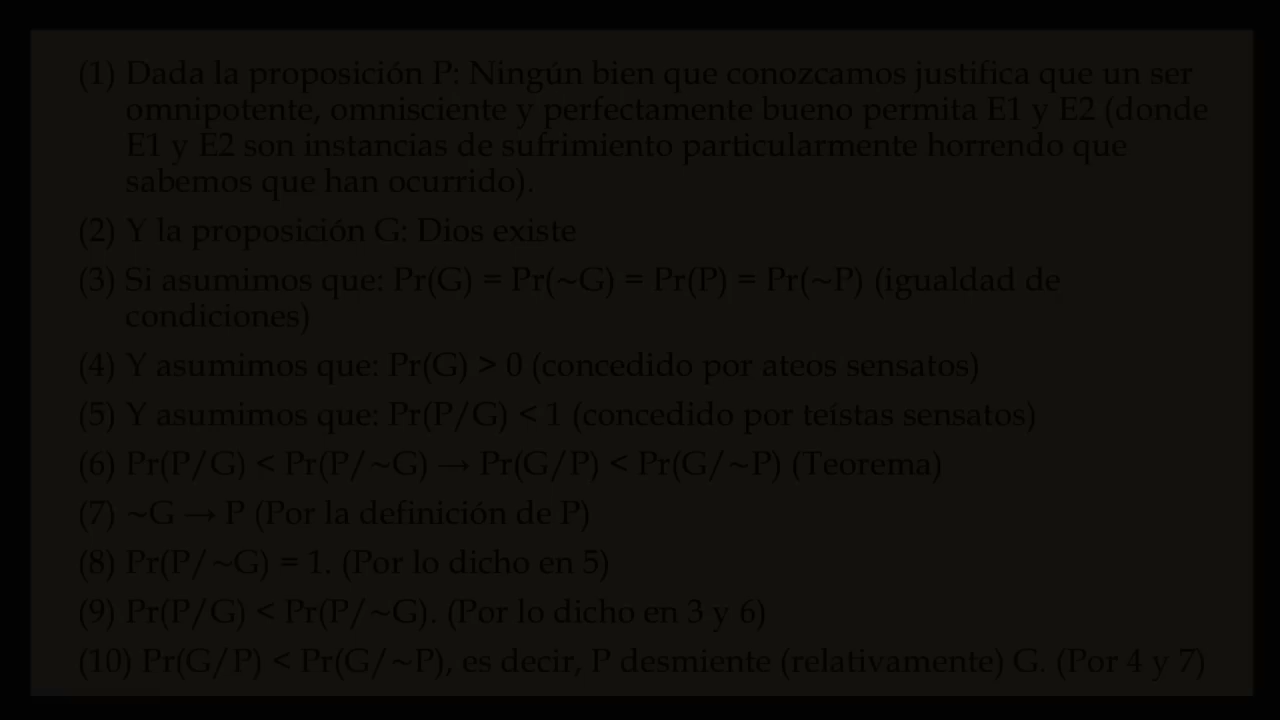 (1) Dada la proposición P: Ningún bien que conozcamos justifica que un ser
omnipotente, omnisciente y perfectamente bueno permita E1 y E2 (donde
E1 y E2 son instancias de sufrimiento particularmente horrendo que
sabemos que han ocurrido).
(2) Y la proposición G: Dios existe
(3) Si asumimos que: Pr(G) = Pr(~G) = Pr(P) = Pr(~P) (igualdad de
condiciones)
(4) Y asumimos que: Pr(G) > 0 (concedido por ateos sensatos)
(5) Y asumimos que: Pr(P/G) < 1 (concedido por teístas sensatos)
(6) Pr(P/G) < Pr(P/~G) → Pr(G/P) < Pr(G/~P) (Teorema)
(7) ~G → P (Por la definición de P)
(8) Pr(P/~G) = 1. (Por lo dicho en 5)
(9) Pr(P/G) < Pr(P/~G). (Por lo dicho en 3 y 6)
(10) Pr(G/P) < Pr(G/~P), es decir, P desmiente (relativamente) G. (Por 4 y 7)